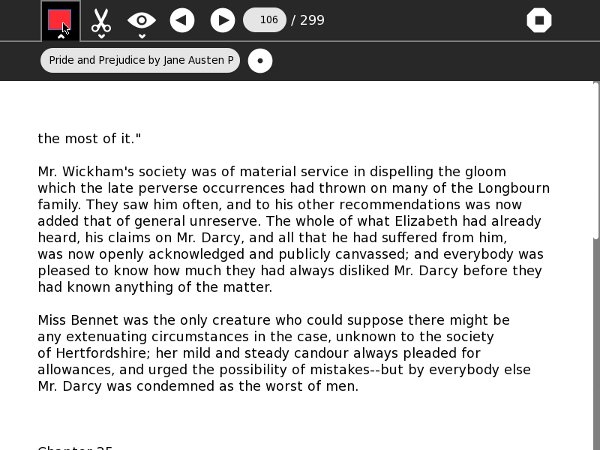 106 / 299
Pride and Prejudice by Jane Austen P
the most of it."
Mr. Wickham's society was of material service in dispelling the gloom
which the late perverse occurrences had thrown on many of the Longbourn
family. They saw him often, and to his other recommendations was now
added that of general unreserve. The whole of what Elizabeth had already
heard, his claims on Mr. Darcy, and all that he had suffered from him,
was now openly acknowledged and publicly canvassed; and everybody was
pleased to know how much they had always disliked Mr. Darcy before they
had known anything of the matter.
Miss Bennet was the only creature who could suppose there might be
any extenuating circumstances in the case, unknown to the society
of Hertfordshire; her mild and steady candour always pleaded for
allowances, and urged the possibility of mistakes--but by everybody else
Mr. Darcy was condemned as the worst of men.
Chapter 25